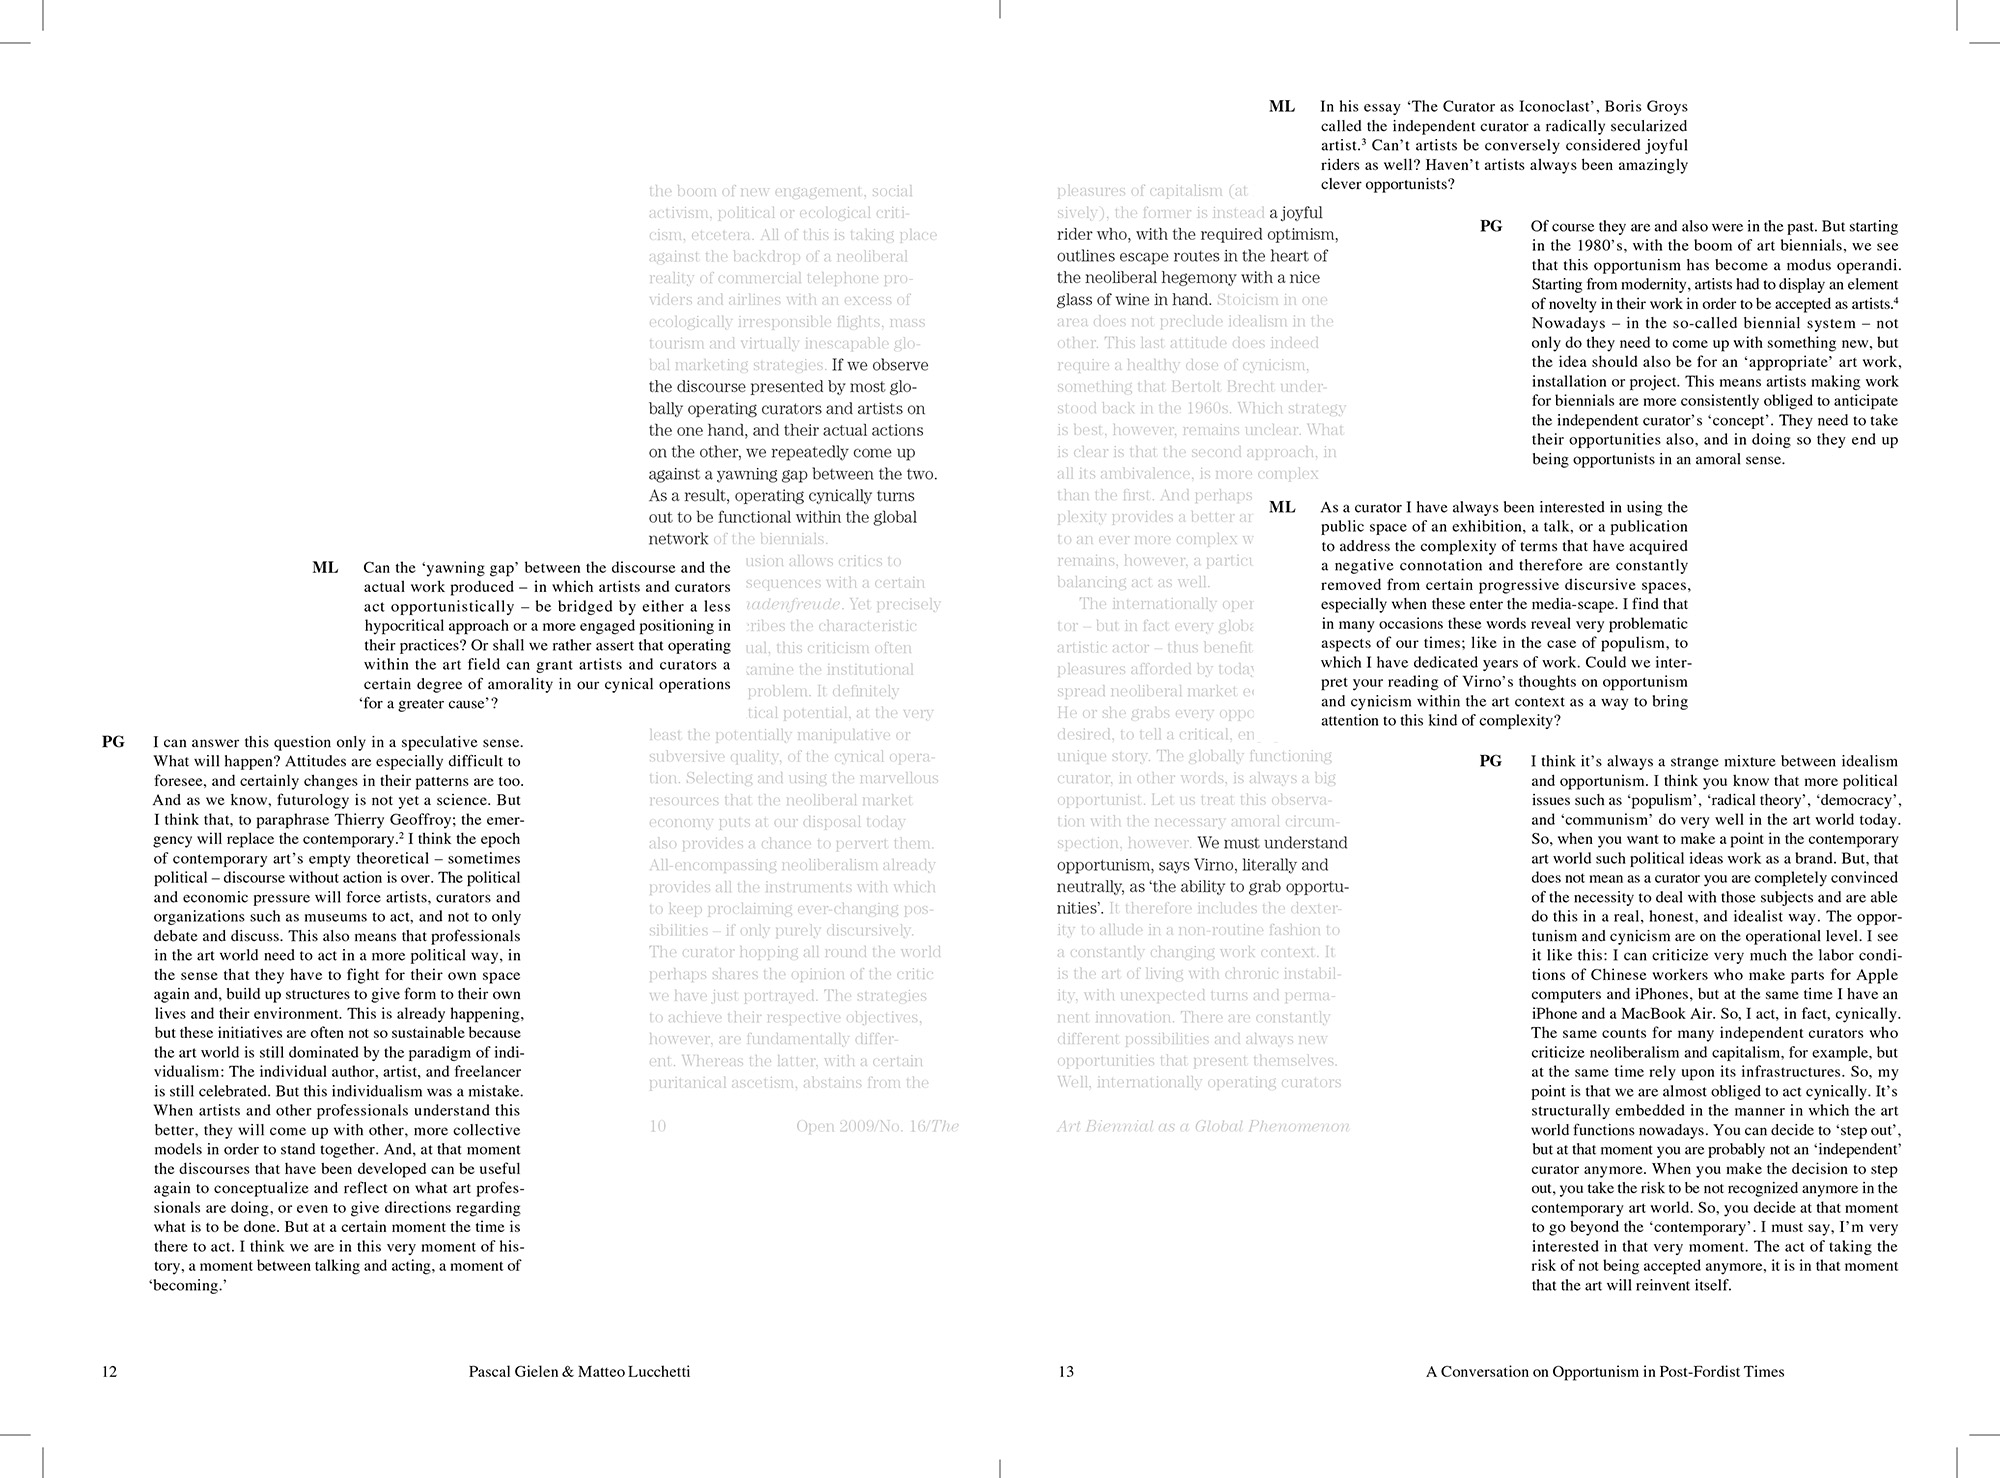 the boom of new engagement, social
activism, political or ecological criti-
cism, etcetera. All of this is taking place
against the backdrop of a neoliberal
reality of commercial telephone pro-
viders and airlines with an excess of
ecologically irresponsible flights, mass
tourism and virtually inescapable glo-
bal marketing strategies. If we observe
the discourse presented by most glo-
bally operating curators and artists on
the one hand, and their actual actions
on the other, we repeatedly come up
against a yawning gap between the two.
As a result, operating cynically turns
out to be functional within the global
network of the biennials.
usion allows critics to
sequences with a certain
adenfreude. Yet precisely
ribes the characteristic
ual, this criticism often
amine the institutional
problem. It definitely
tical potential, at the very
least the potentially manipulative or
subversive quality, of the cynical opera-
tion. Selecting and using the marvellous
resources that the neoliberal market
economy puts at our disposal today
also provides a chance to pervert them.
All-encompassing neoliberalism already
provides all the instruments with which
to keep proclaiming ever-changing pos-
sibilities – if only purely discursively.
The curator hopping all round the world
perhaps shares the opinion of the critic
we have just portrayed. The strategies
to achieve their respective objectives,
however, are fundamentally differ-
ent. Whereas the latter, with a certain
puritanical ascetism, abstains from the
10 Open 2009/No. 16/The
ML Can the ‘yawning gap’ between the discourse and the
actual work produced – in which artists and curators
act opportunistically – be bridged by either a less
hypocritical approach or a more engaged positioning in
their practices? Or shall we rather assert that operating
within the art field can grant artists and curators a
certain degree of amorality in our cynical operations
‘for a greater cause’?
PG I can answer this question only in a speculative sense.
What will happen? Attitudes are especially difficult to
foresee, and certainly changes in their patterns are too.
And as we know, futurology is not yet a science. But
I think that, to paraphrase Thierry Geoffroy; the emer-
gency will replace the contemporary.² I think the epoch
of contemporary art’s empty theoretical – sometimes
political – discourse without action is over. The political
and economic pressure will force artists, curators and
organizations such as museums to act, and not to only
debate and discuss. This also means that professionals
in the art world need to act in a more political way, in
the sense that they have to fight for their own space
again and, build up structures to give form to their own
lives and their environment. This is already happening,
but these initiatives are often not so sustainable because
the art world is still dominated by the paradigm of indi-
vidualism: The individual author, artist, and freelancer
is still celebrated. But this individualism was a mistake.
When artists and other professionals understand this
better, they will come up with other, more collective
models in order to stand together. And, at that moment
the discourses that have been developed can be useful
again to conceptualize and reflect on what art profes-
sionals are doing, or even to give directions regarding
what is to be done. But at a certain moment the time is
there to act. I think we are in this very moment of his-
tory, a moment between talking and acting, a moment of
‘becoming.’
12 Pascal Gielen & Matteo Lucchetti
pleasures of capitalism (at
sively), the former is instead a joyful
rider who, with the required optimism,
outlines escape routes in the heart of
the neoliberal hegemony with a nice
glass of wine in hand. Stoicism in one
area does not preclude idealism in the
other. This last attitude does indeed
require a healthy dose of cynicism,
something that Bertolt Brecht under-
stood back in the 1960s. Which strategy
is best, however, remains unclear. What
is clear is that the second approach, in
all its ambivalence, is more complex
than the first. And perhaps
plexity provides a better an
to an ever more complex w
remains, however, a particu
balancing act as well.
The internationally oper
tor – but in fact every globa
artistic actor – thus benefit
pleasures afforded by today
spread neoliberal market ec
He or she grabs every oppo
desired, to tell a critical, en
unique story. The globally functioning
curator, in other words, is always a big
opportunist. Let us treat this observa-
tion with the necessary amoral circum-
spection, however. We must understand
opportunism, says Virno, literally and
neutrally, as ‘the ability to grab opportu-
nities’. It therefore includes the dexter-
ity to allude in a non-routine fashion to
a constantly changing work context. It
is the art of living with chronic instabil-
ity, with unexpected turns and perma-
nent innovation. There are constantly
different possibilities and always new
opportunities that present themselves.
Well, internationally operating curators
Art Biennial as a Global Phenomenon
ML In his essay ‘The Curator as Iconoclast’, Boris Groys
called the independent curator a radically secularized
artist.³ Can’t artists be conversely considered joyful
riders as well? Haven’t artists always been amazingly
clever opportunists?
PG Of course they are and also were in the past. But starting
in the 1980’s, with the boom of art biennials, we see
that this opportunism has become a modus operandi.
Starting from modernity, artists had to display an element
of novelty in their work in order to be accepted as artists.⁴
Nowadays – in the so-called biennial system – not
only do they need to come up with something new, but
the idea should also be for an ‘appropriate’ art work,
installation or project. This means artists making work
for biennials are more consistently obliged to anticipate
the independent curator’s ‘concept’. They need to take
their opportunities also, and in doing so they end up
being opportunists in an amoral sense.
ML As a curator I have always been interested in using the
public space of an exhibition, a talk, or a publication
to address the complexity of terms that have acquired
a negative connotation and therefore are constantly
removed from certain progressive discursive spaces,
especially when these enter the media-scape. I find that
in many occasions these words reveal very problematic
aspects of our times; like in the case of populism, to
which I have dedicated years of work. Could we inter-
pret your reading of Virno’s thoughts on opportunism
and cynicism within the art context as a way to bring
attention to this kind of complexity?
PG I think it’s always a strange mixture between idealism
and opportunism. I think you know that more political
issues such as ‘populism’, ‘radical theory’, ‘democracy’,
and ‘communism’ do very well in the art world today.
So, when you want to make a point in the contemporary
art world such political ideas work as a brand. But, that
does not mean as a curator you are completely convinced
of the necessity to deal with those subjects and are able
do this in a real, honest, and idealist way. The oppor-
tunism and cynicism are on the operational level. I see
it like this: I can criticize very much the labor condi-
tions of Chinese workers who make parts for Apple
computers and iPhones, but at the same time I have an
iPhone and a MacBook Air. So, I act, in fact, cynically.
The same counts for many independent curators who
criticize neoliberalism and capitalism, for example, but
at the same time rely upon its infrastructures. So, my
point is that we are almost obliged to act cynically. It’s
structurally embedded in the manner in which the art
world functions nowadays. You can decide to ‘step out’,
but at that moment you are probably not an ‘independent’
curator anymore. When you make the decision to step
out, you take the risk to be not recognized anymore in the
contemporary art world. So, you decide at that moment
to go beyond the ‘contemporary’. I must say, I’m very
interested in that very moment. The act of taking the
risk of not being accepted anymore, it is in that moment
that the art will reinvent itself.
13 A Conversation on Opportunism in Post-Fordist Times